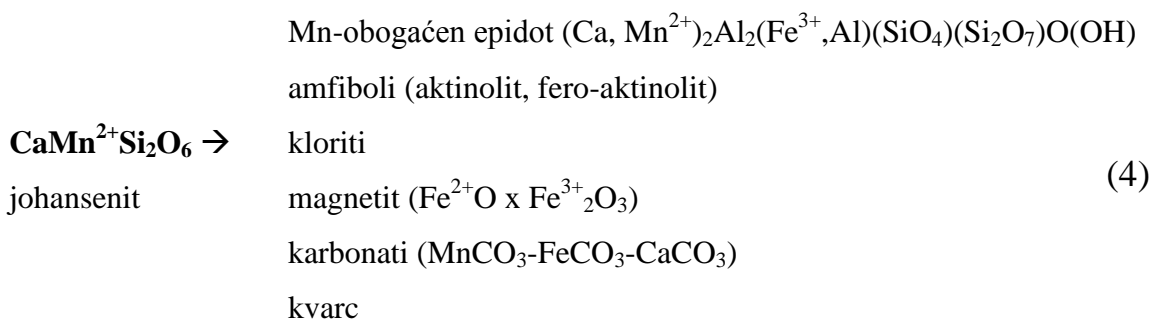 Mn-obogaćen epidot (Ca, Mn²⁺)₂Al₂(Fe³⁺,Al)(SiO₄)(Si₂O₇)O(OH)
amfiboli (aktinolit, fero-aktinolit)
CaMn²⁺Si₂O₆ → kloriti
johansenit magnetit (Fe²⁺O x Fe³⁺₂O₃)
(4)
karbonati (MnCO₃-FeCO₃-CaCO₃)
kvarc